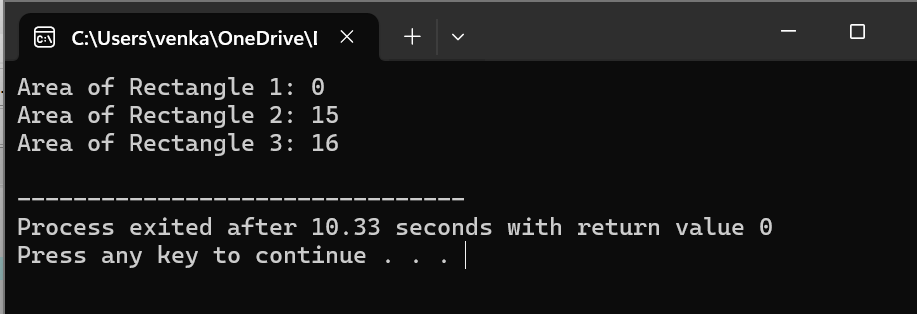 C:\Users\venka\OneDrive\I
Area of Rectangle 1: 0
Area of Rectangle 2: 15
Area of Rectangle 3: 16
--------------------------------
Process exited after 10.33 seconds with return value 0
Press any key to continue . . .